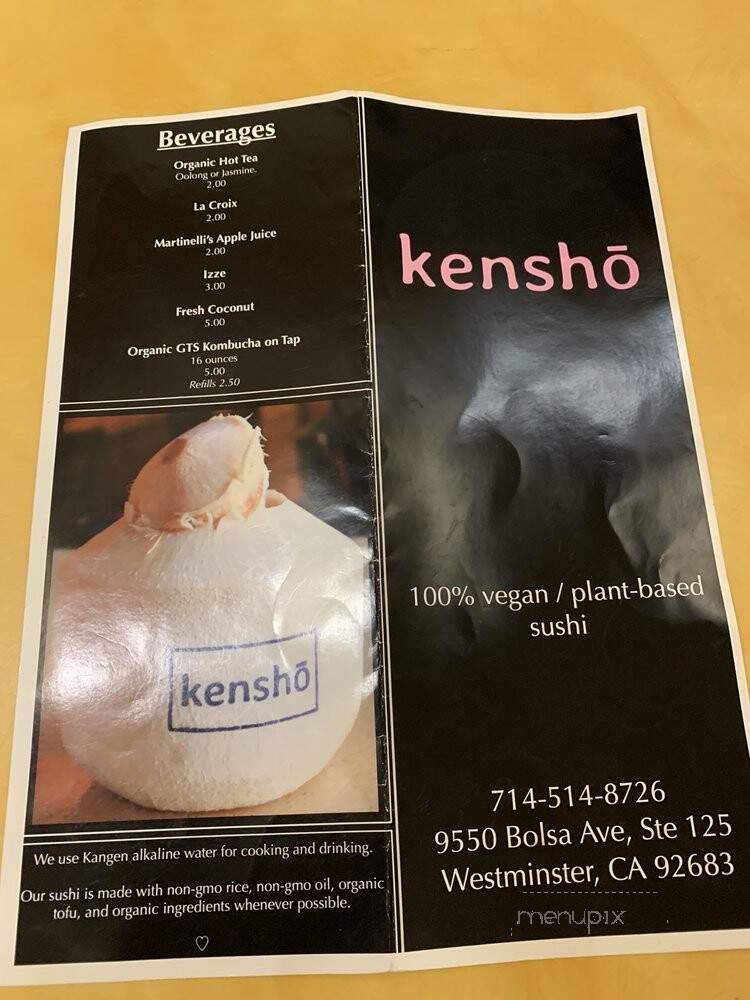 Beverages
Organic Hot Tea
Oolong or Jasmine.
2.00
La Croix
2.00
Martinelli's Apple Juice
2.00
Izze
3.00
Fresh Coconut
5.00
Organic GTS Kombucha on Tap
16 ounces
5.00
Refills 2.50
kenshō
We use Kangen alkaline water for cooking and drinking.
Our sushi is made with non-gmo rice, non-gmo oil, organic
tofu, and organic ingredients whenever possible.
♡
kenshō
100% vegan / plant-based
sushi
714-514-8726
9550 Bolsa Ave, Ste 125
Westminster, CA 92683
menupix